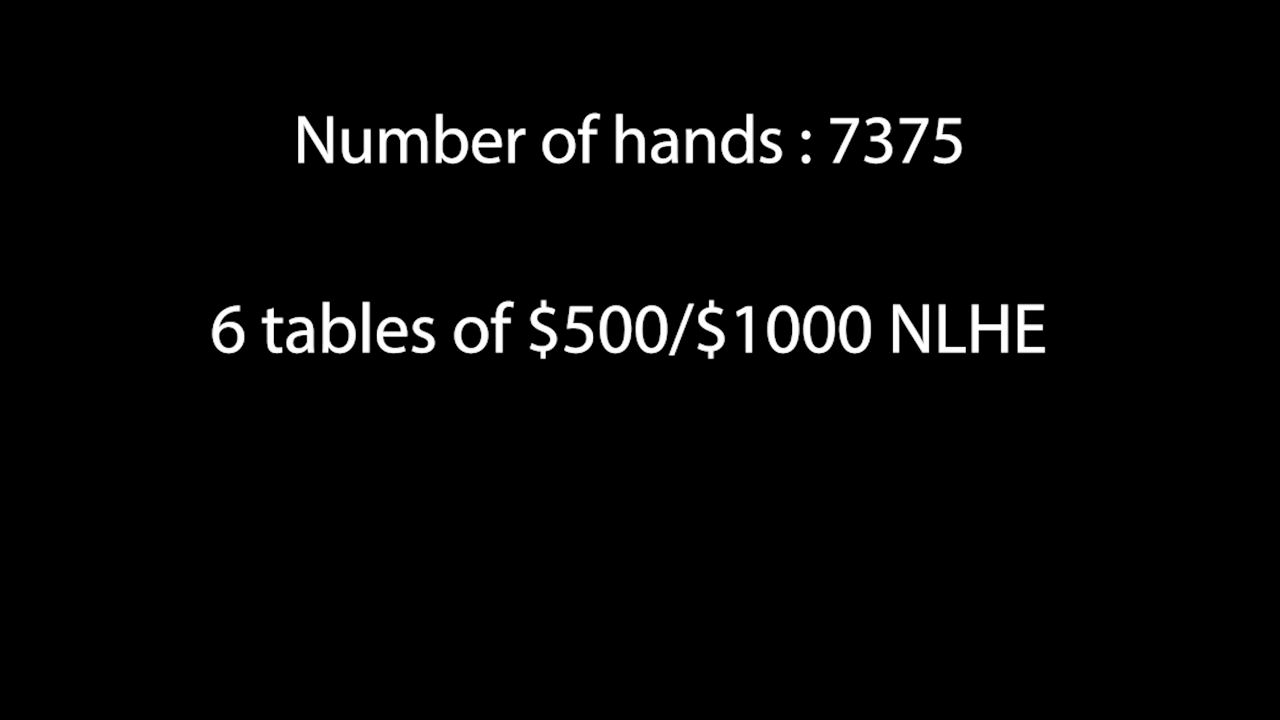 Number of hands : 7375
6 tables of $500/$1000 NLHE